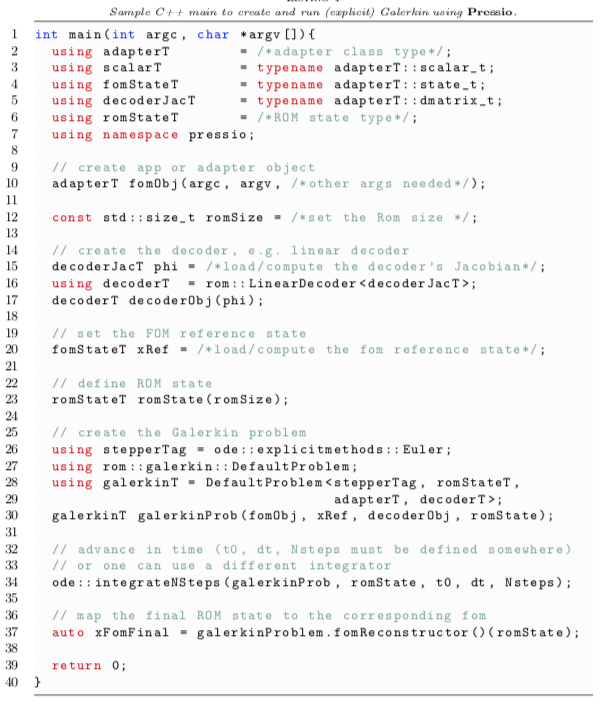 Sample C++ main to create and run (explicit) Galerkin using Pressio.
1 int main(int argc, char *argv[]){
2   using adapterT      = /*adapter class type*/;
3   using scalarT       = typename adapterT::scalar_t;
4   using fomStateT     = typename adapterT::state_t;
5   using decoderJacT   = typename adapterT::dmatrix_t;
6   using romStateT     = /*ROM state type*/;
7   using namespace pressio;
8
9   // create app or adapter object
10   adapterT fomObj(argc, argv, /*other args needed*/);
11
12   const std::size_t romSize = /*set the Rom size */;
13
14   // create the decoder, e.g. linear decoder
15   decoderJacT phi = /*load/compute the decoder's Jacobian*/;
16   using decoderT  = rom::LinearDecoder<decoderJacT>;
17   decoderT decoderObj(phi);
18
19   // set the FOM reference state
20   fomStateT xRef = /*load/compute the fom reference state*/;
21
22   // define ROM state
23   romStateT romState(romSize);
24
25   // create the Galerkin problem
26   using stepperTag = ode::explicitmethods::Euler;
27   using rom::galerkin::DefaultProblem;
28   using galerkinT = DefaultProblem<stepperTag, romStateT,
29                                    adapterT, decoderT>;
30   galerkinT galerkinProb(fomObj, xRef, decoderObj, romState);
31
32   // advance in time (t0, dt, Nsteps must be defined somewhere)
33   // or one can use a different integrator
34   ode::integrateNSteps(galerkinProb, romState, t0, dt, Nsteps);
35
36   // map the final ROM state to the corresponding fom
37   auto xFomFinal = galerkinProblem.fomReconstructor()(romState);
38
39   return 0;
40 }